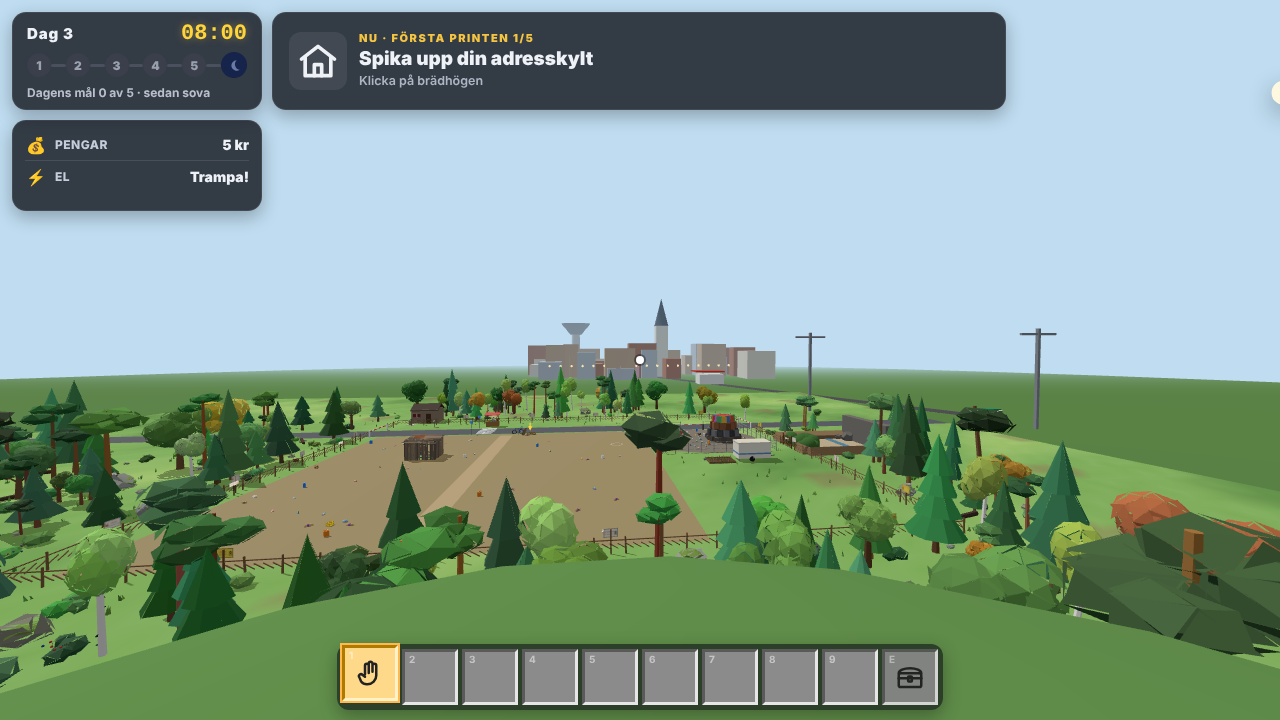 Dag 3
08:00
1 2 3 4 5
Dagens mål 0 av 5 · sedan sova
PENGAR 5 kr
EL Trampa!
NU · FÖRSTA PRINTEN 1/5
Spika upp din adresskylt
Klicka på brädhögen
1 2 3 4 5 6 7 8 9 E